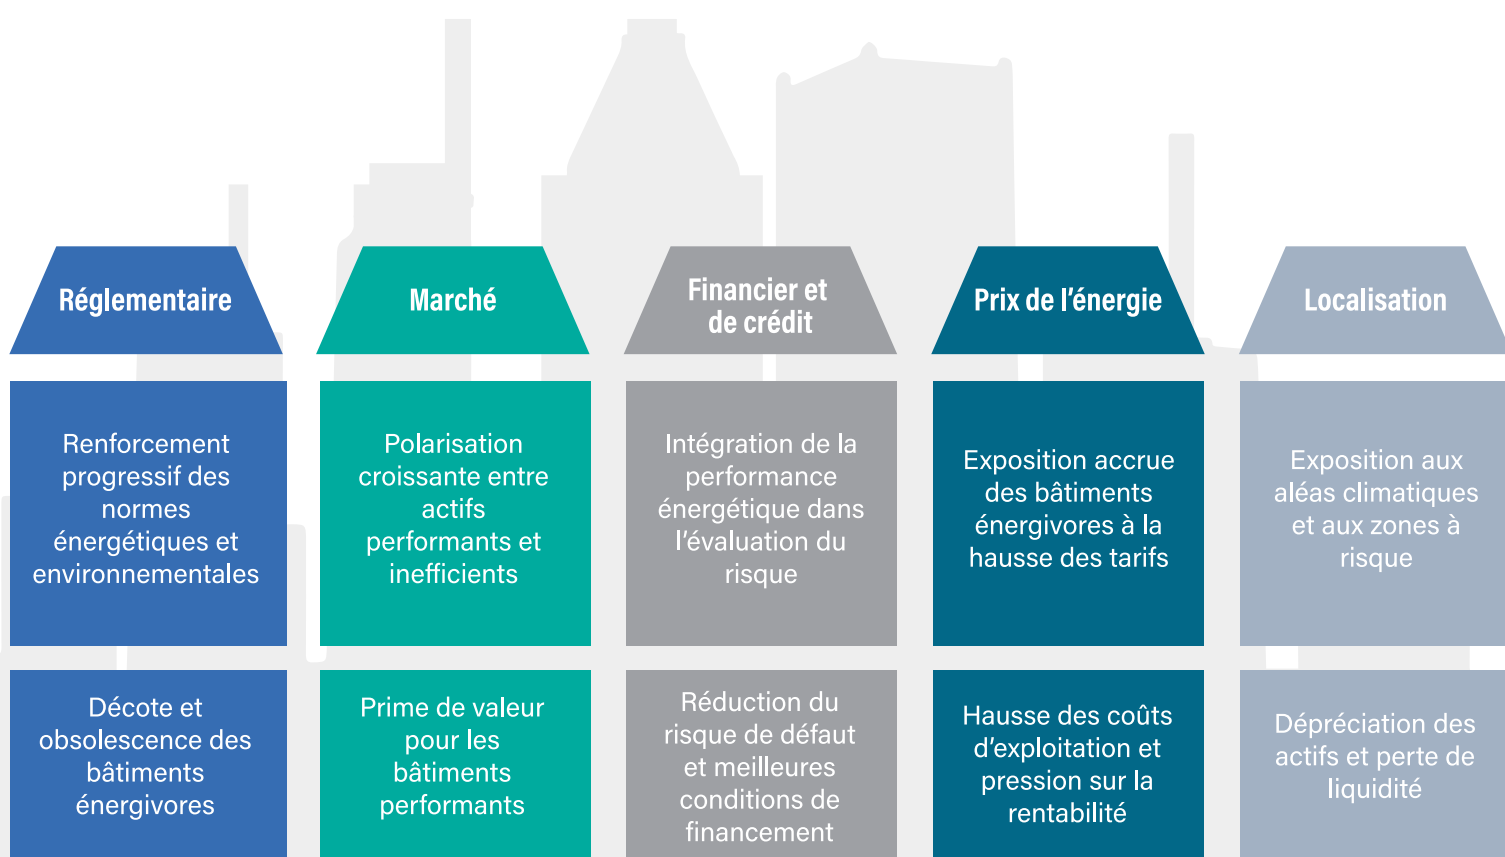 Réglementaire
Marché
Financier et
de crédit
Prix de l'énergie
Localisation
Renforcement
progressif des
normes
énergétiques et
environnementales
Polarisation
croissante entre
actifs
performants et
inefficients
Intégration de la
performance
énergétique dans
l'évaluation du
risque
Exposition accrue
des bâtiments
énergivores à la
hausse des tarifs
Exposition aux
aléas climatiques
et aux zones à
risque
Décote et
obsolescence des
bâtiments
énergivores
Prime de valeur
pour les
bâtiments
performants
Réduction du
risque de défaut
et meilleures
conditions de
financement
Hausse des coûts
d'exploitation et
pression sur la
rentabilité
Dépréciation des
actifs et perte de
liquidité